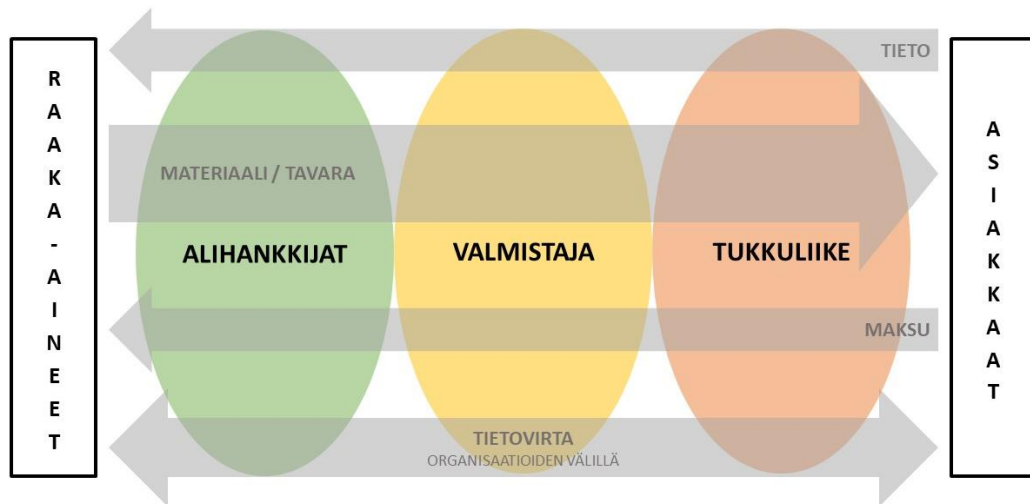 RAAKA-AINEET
TIETO
MATERIAALI / TAVARA
ALIHANKKIJAT
VALMISTAJA
TUKKULIIKE
MAKSU
TIETOVIRTA
ORGANISAATIOIDEN VÄLILLÄ
ASIAKKAAT